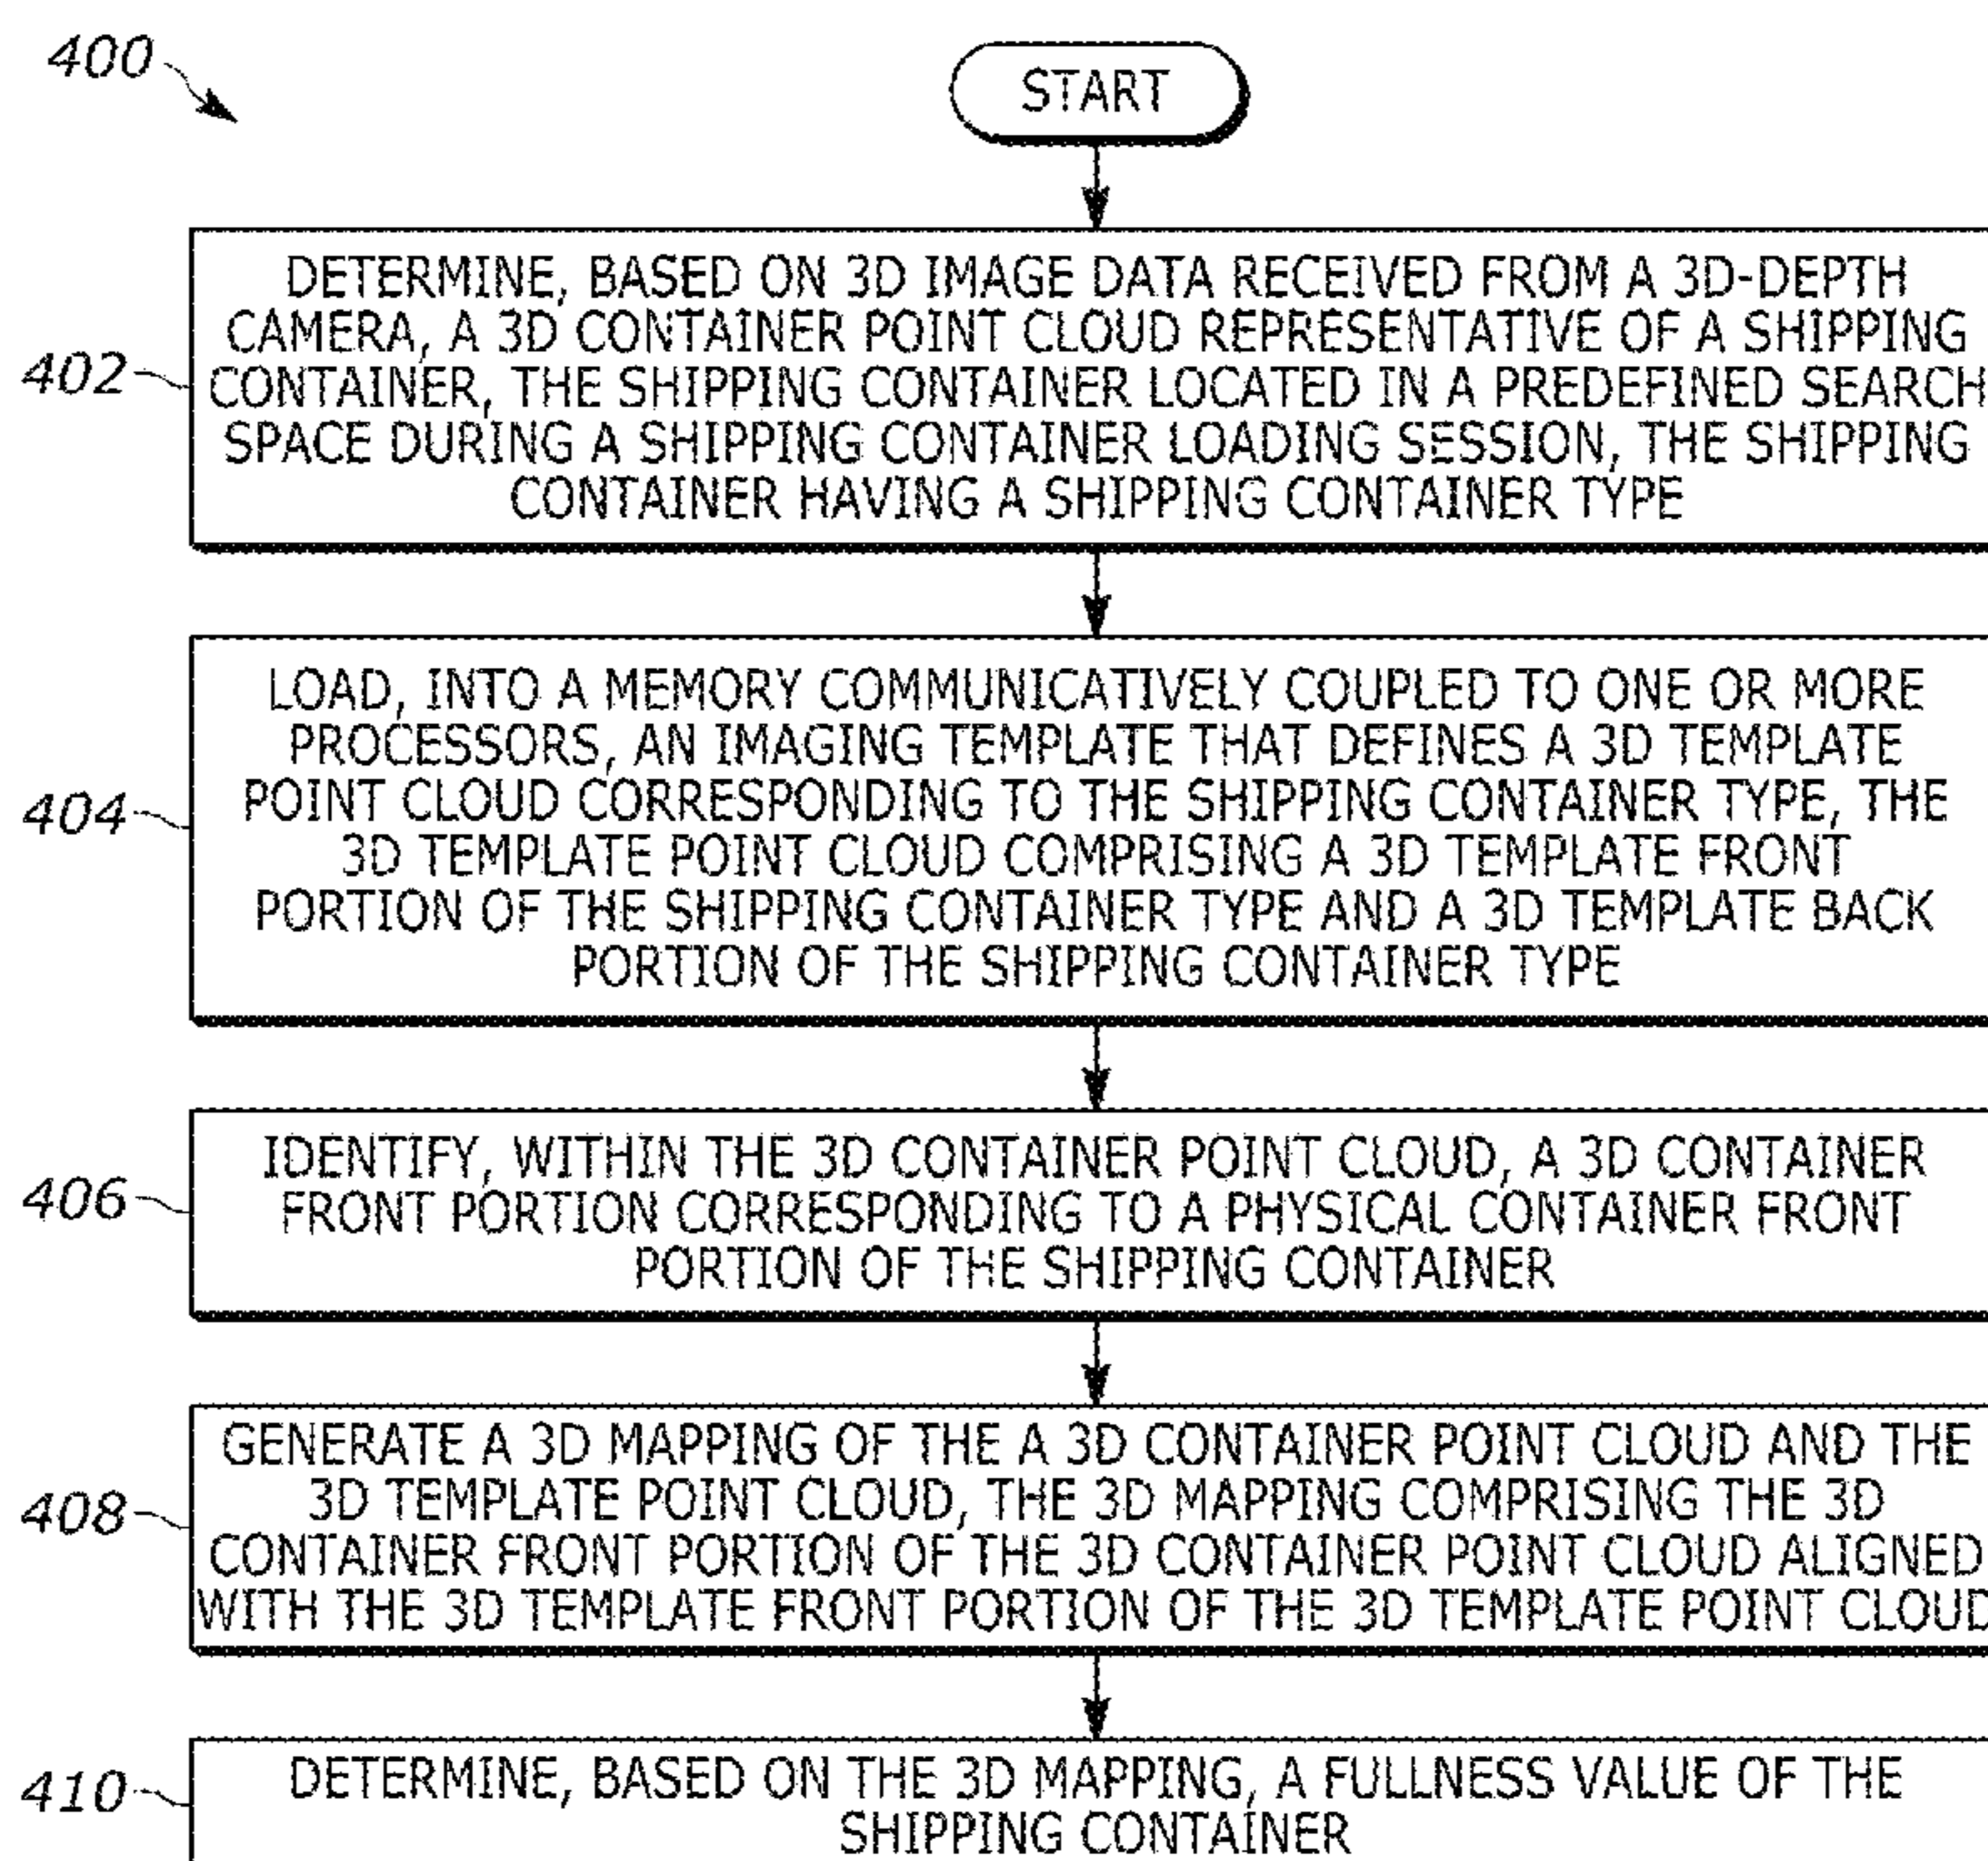 400
START
402
DETERMINE, BASED ON 3D IMAGE DATA RECEIVED FROM A 3D-DEPTH
CAMERA, A 3D CONTAINER POINT CLOUD REPRESENTATIVE OF A SHIPPING
CONTAINER, THE SHIPPING CONTAINER LOCATED IN A PREDEFINED SEARCH
SPACE DURING A SHIPPING CONTAINER LOADING SESSION, THE SHIPPING
CONTAINER HAVING A SHIPPING CONTAINER TYPE
404
LOAD, INTO A MEMORY COMMUNICATIVELY COUPLED TO ONE OR MORE
PROCESSORS, AN IMAGING TEMPLATE THAT DEFINES A 3D TEMPLATE
POINT CLOUD CORRESPONDING TO THE SHIPPING CONTAINER TYPE, THE
3D TEMPLATE POINT CLOUD COMPRISING A 3D TEMPLATE FRONT
PORTION OF THE SHIPPING CONTAINER TYPE AND A 3D TEMPLATE BACK
PORTION OF THE SHIPPING CONTAINER TYPE
406
IDENTIFY, WITHIN THE 3D CONTAINER POINT CLOUD, A 3D CONTAINER
FRONT PORTION CORRESPONDING TO A PHYSICAL CONTAINER FRONT
PORTION OF THE SHIPPING CONTAINER
408
GENERATE A 3D MAPPING OF THE A 3D CONTAINER POINT CLOUD AND THE
3D TEMPLATE POINT CLOUD, THE 3D MAPPING COMPRISING THE 3D
CONTAINER FRONT PORTION OF THE 3D CONTAINER POINT CLOUD ALIGNED
WITH THE 3D TEMPLATE FRONT PORTION OF THE 3D TEMPLATE POINT CLOUD
410
DETERMINE, BASED ON THE 3D MAPPING, A FULLNESS VALUE OF THE
SHIPPING CONTAINER